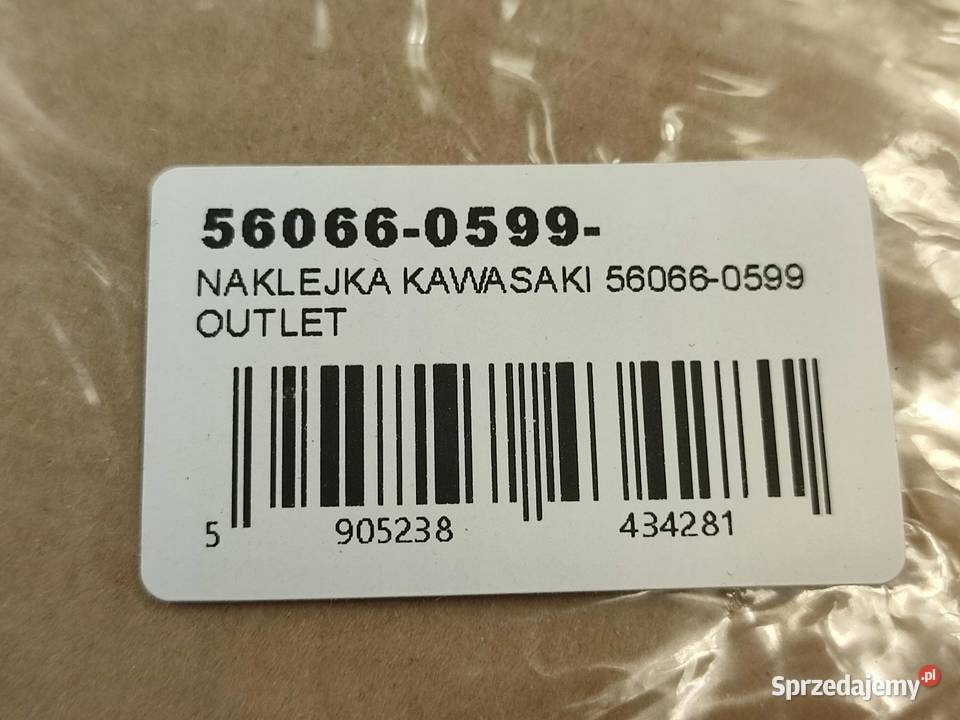 56066-0599-
NAKLEJKA KAWASAKI 56066-0599
OUTLET
5 905238 434281
Sprzedajemy.pl